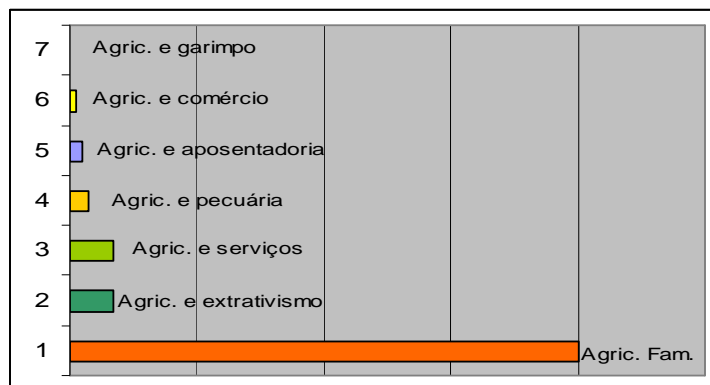 7 Agric. e garimpo
6 Agric. e comércio
5 Agric. e aposentadoria
4 Agric. e pecuária
3 Agric. e serviços
2 Agric. e extrativismo
1 Agric. Fam.